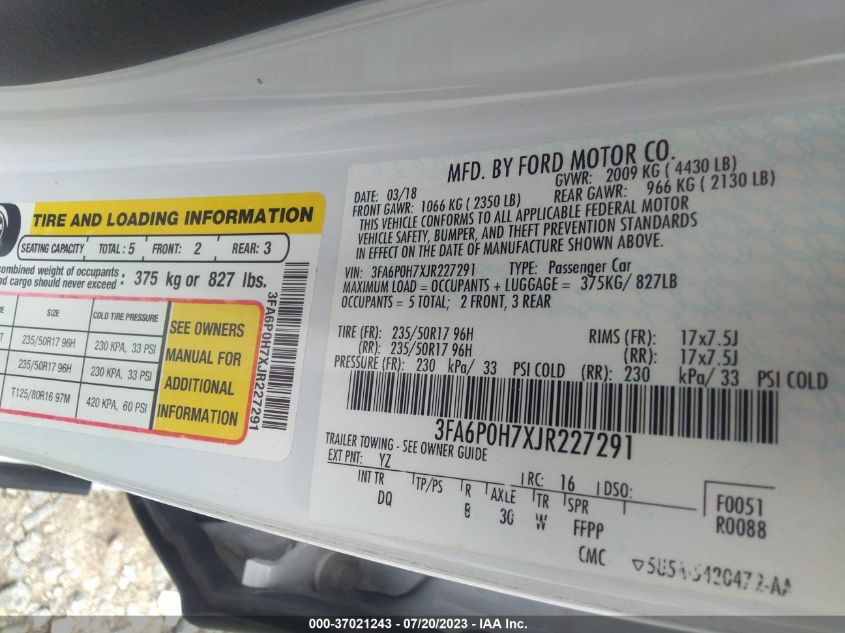 TIRE AND LOADING INFORMATION
SEATING CAPACITY TOTAL: 5 FRONT: 2 REAR: 3
combined weight of occupants
and cargo should never exceed: 375 kg or 827 lbs.
SIZE COLD TIRE PRESSURE
235/50R17 96H 230 KPA, 33 PSI
235/50R17 96H 230 KPA, 33 PSI
T125/80R16 97M 420 KPA, 60 PSI
SEE OWNERS
MANUAL FOR
ADDITIONAL
INFORMATION
3FA6P0H7XJR227291
MFD. BY FORD MOTOR CO.
DATE: 03/18 GVWR: 2009 KG ( 4430 LB)
FRONT GAWR: 1066 KG ( 2350 LB) REAR GAWR: 966 KG ( 2130 LB)
THIS VEHICLE CONFORMS TO ALL APPLICABLE FEDERAL MOTOR
VEHICLE SAFETY, BUMPER, AND THEFT PREVENTION STANDARDS
IN EFFECT ON THE DATE OF MANUFACTURE SHOWN ABOVE.
VIN: 3FA6P0H7XJR227291 TYPE: Passenger Car
MAXIMUM LOAD = OCCUPANTS + LUGGAGE = 375KG/ 827LB
OCCUPANTS = 5 TOTAL; 2 FRONT, 3 REAR
TIRE (FR): 235/50R17 96H RIMS (FR): 17x7.5J
(RR): 235/50R17 96H (RR): 17x7.5J
PRESSURE (FR): 230 kPa/ 33 PSI COLD (RR): 230 kPa/ 33 PSI COLD
3FA6P0H7XJR227291
TRAILER TOWING - SEE OWNER GUIDE
EXT PNT: YZ RC: 16 DSO:
INT TR TP/PS R AXLE TR SPR
DQ B 30 W FFPP
CMC
F0051
R0088
000-37021243 / 07/20/2023 / IAA Inc.